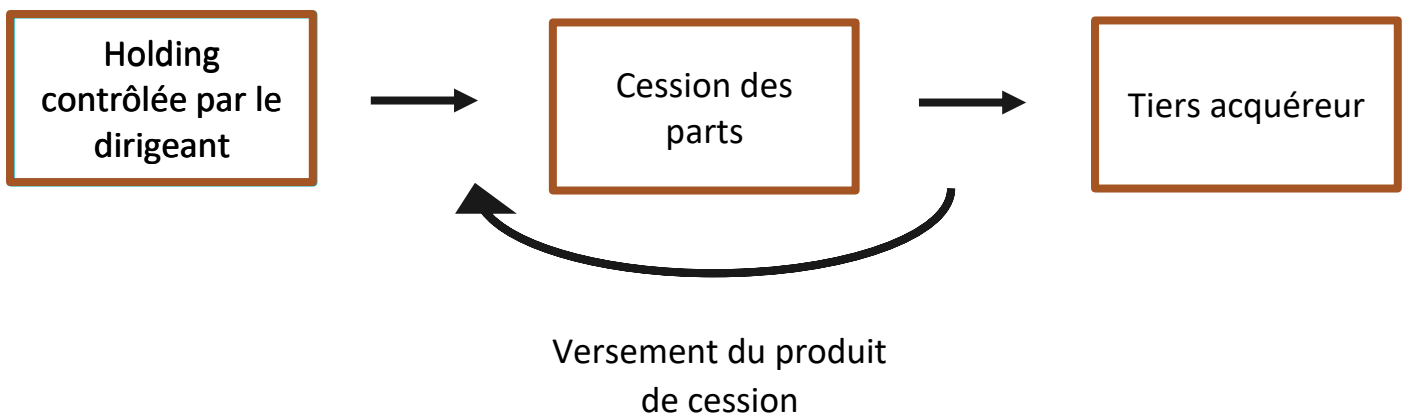 Holding
contrôlée par le
dirigeant
Cession des
parts
Tiers acquéreur
Versement du produit
de cession